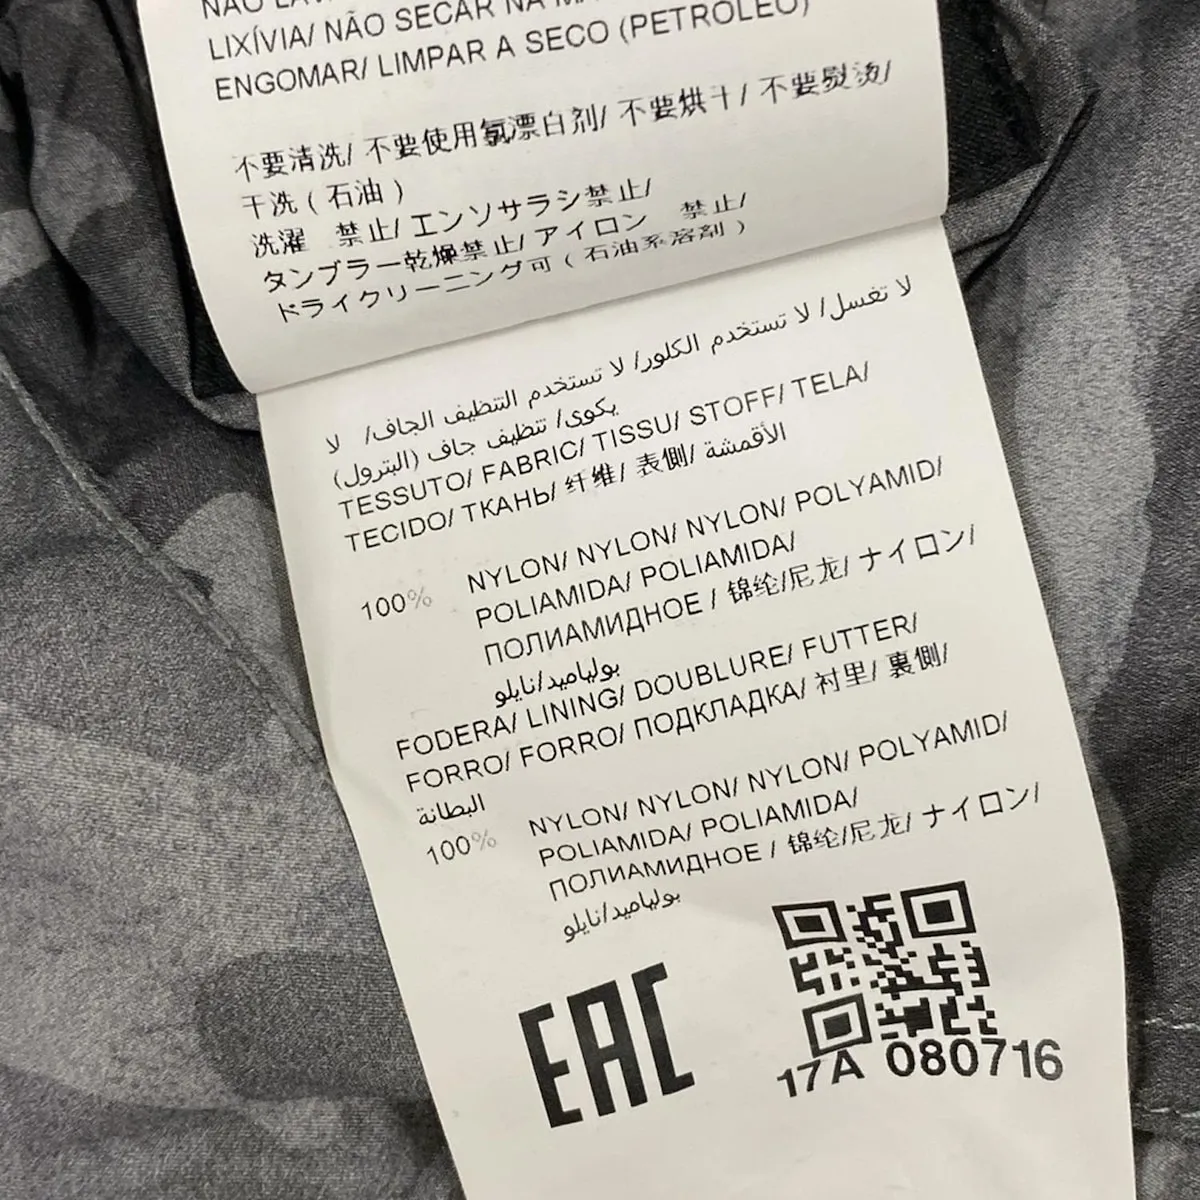 LIXÍVIA/ NÃO SECAR NA
ENGOMAR/ LIMPAR A SECO (PETRÓLEO)
不要清洗/ 不要使用氯漂白剂/ 不要烘干/ 不要熨烫/
干洗 ( 石油 )
洗濯 禁止/ エンソサラシ禁止/
タンブラー乾燥禁止/ アイロン 禁止/
ドライクリーニング可 ( 石油系溶剤 )
لا تغسل/ لا تستخدم الكلور/ لا تستخدم التنظيف الجاف/ لا
يكوى/ تنظيف جاف (البترول)
TESSUTO/ FABRIC/ TISSU/ STOFF/ TELA/
TECIDO/ ТКАНЬ/ 纤维/ 表側/ الأقمشة
100% NYLON/ NYLON/ NYLON/ POLYAMID/
POLIAMIDA/ POLIAMIDA/
ПОЛИАМИДНОЕ / 锦纶/尼龙/ ナイロン/
بولياميد/نايلو
FODERA/ LINING/ DOUBLURE/ FUTTER/
FORRO/ FORRO/ ПОДКЛАДКА/ 衬里/ 裏側/
البطانة
100% NYLON/ NYLON/ NYLON/ POLYAMID/
POLIAMIDA/ POLIAMIDA/
ПОЛИАМИДНОЕ / 锦纶/尼龙/ ナイロン/
بولياميد/نايلو
EAC
17A 080716